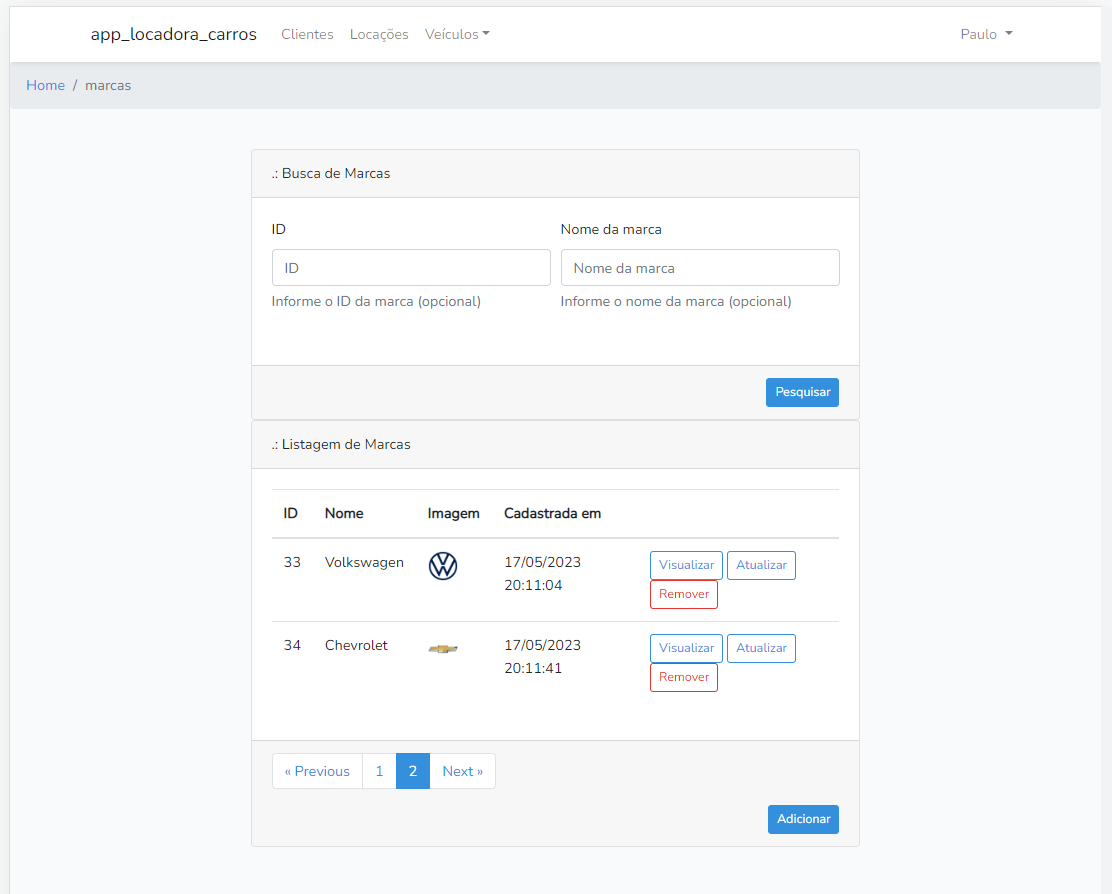 app_locadora_carros Clientes Locações Veículos Paulo
Home / marcas
.: Busca de Marcas
ID Nome da marca
ID Nome da marca
Informe o ID da marca (opcional) Informe o nome da marca (opcional)
Pesquisar
.: Listagem de Marcas
ID Nome Imagem Cadastrada em
33 Volkswagen 17/05/2023 20:11:04 Visualizar Atualizar
Remover
34 Chevrolet 17/05/2023 20:11:41 Visualizar Atualizar
Remover
« Previous 1 2 Next »
Adicionar